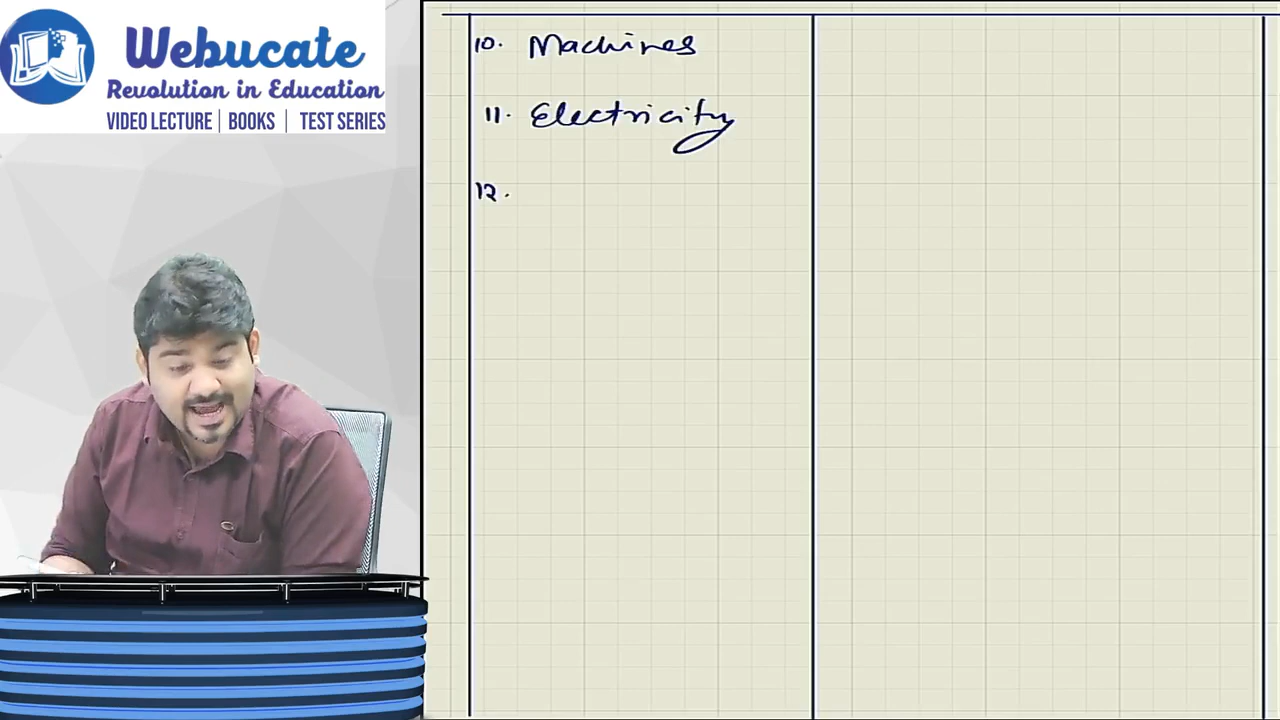 Webucate
Revolution in Education
VIDEO LECTURE | BOOKS | TEST SERIES
10. Machines
11. Electricity
12.